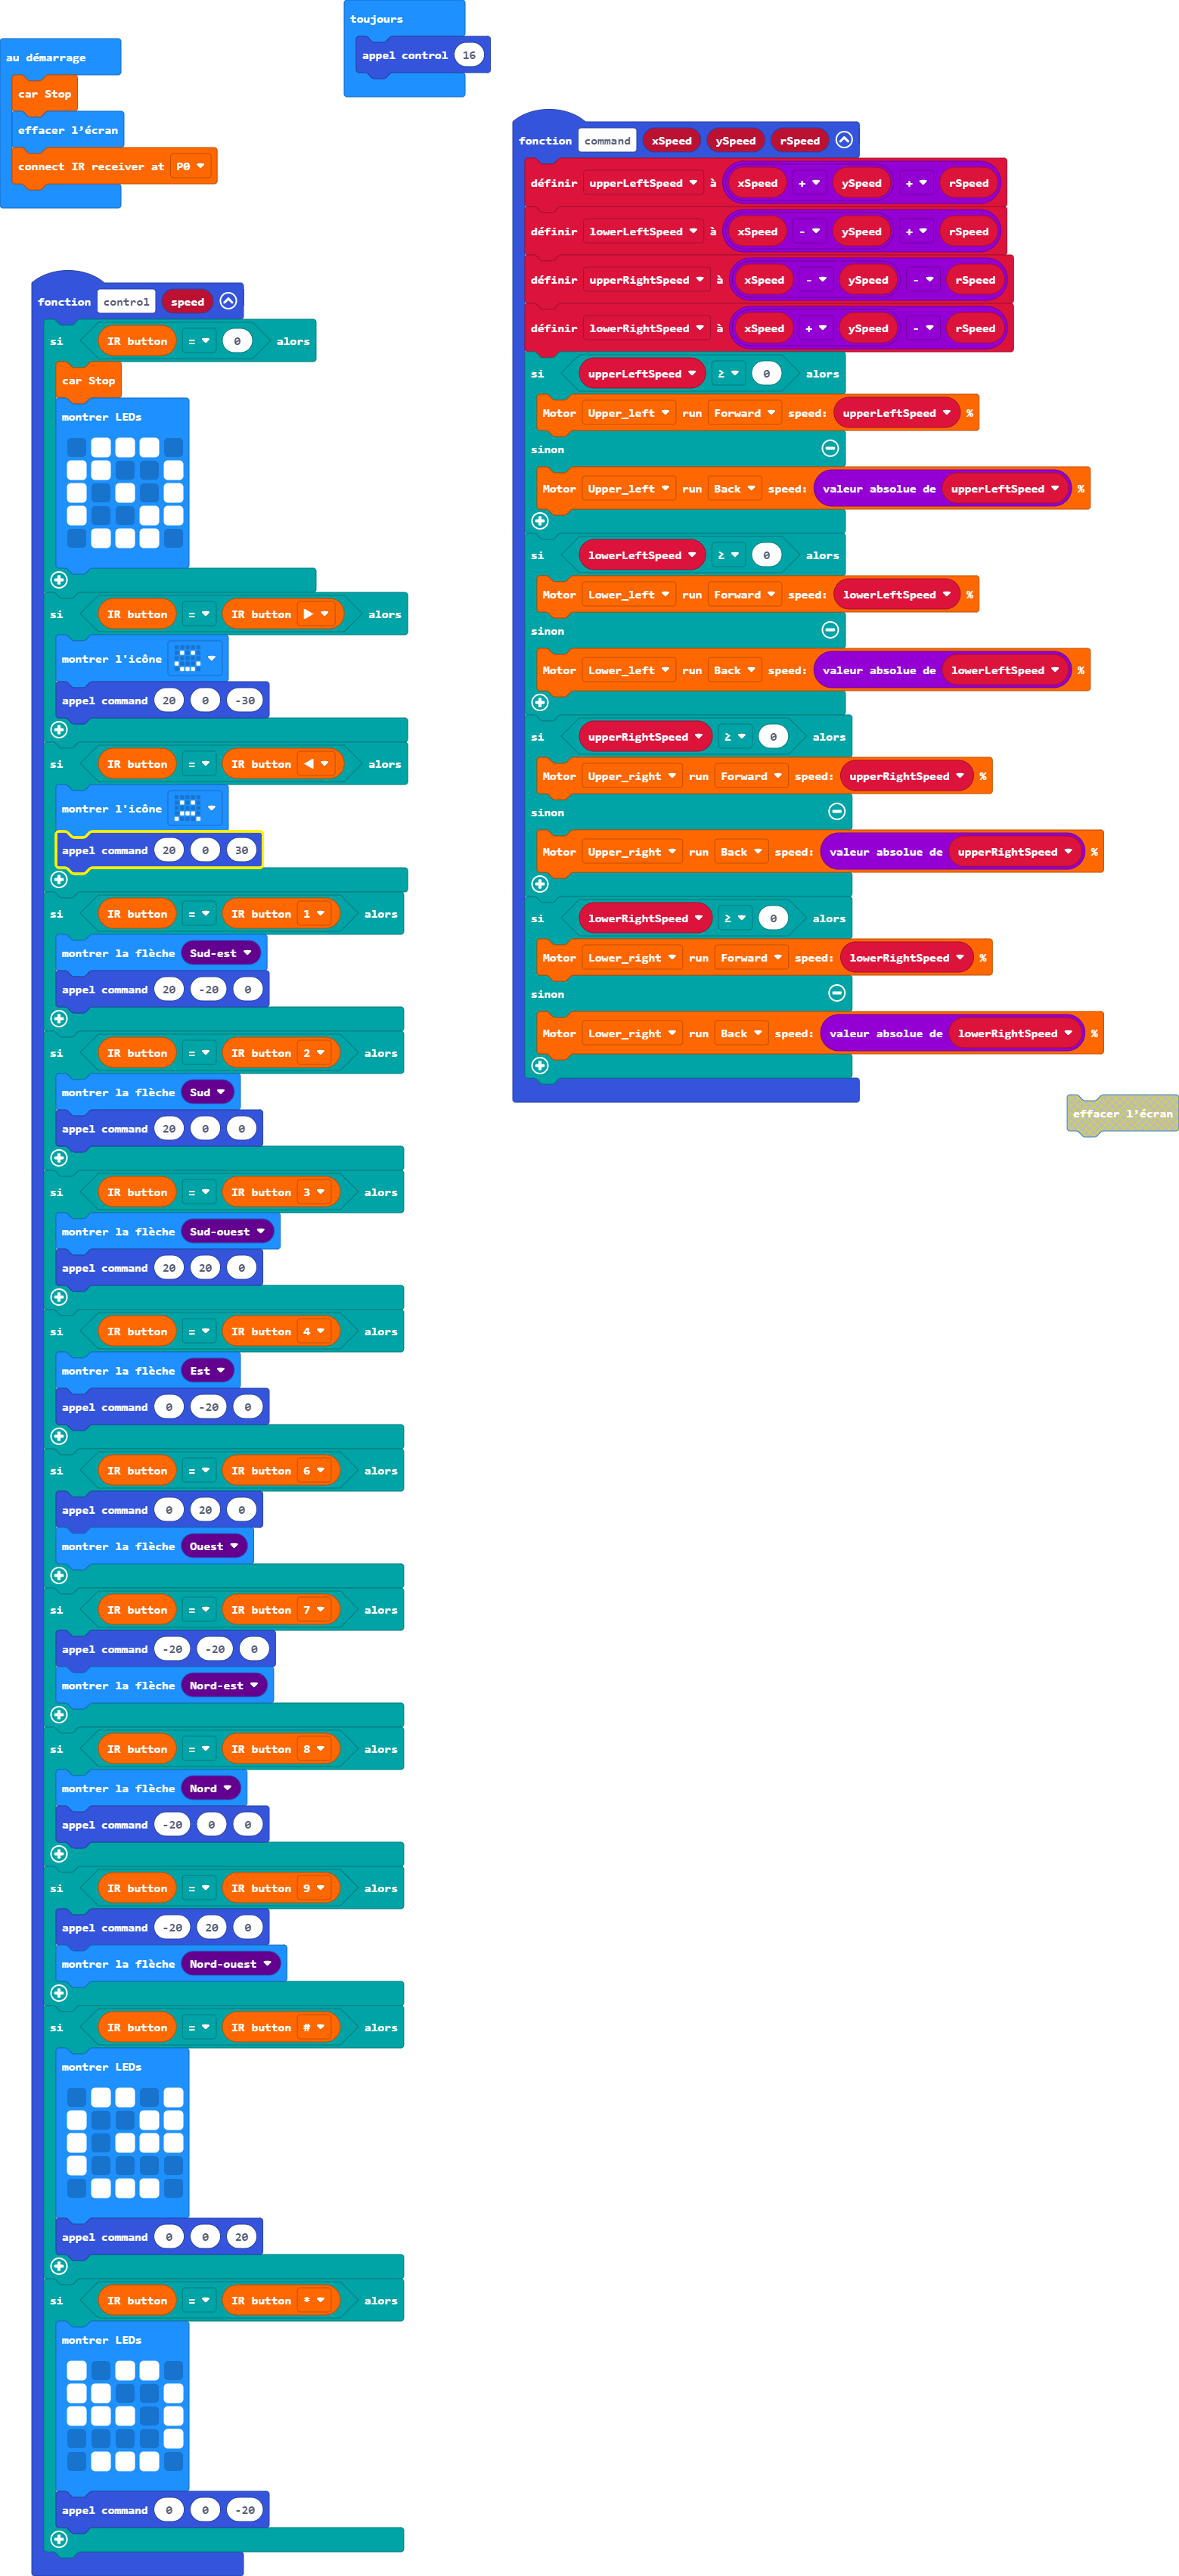 au démarrage
car Stop
effacer l’écran
connect IR receiver at P0
toujours
appel control 16
fonction control speed
si IR button = 0 alors
car Stop
montrer LEDs
si IR button = IR button ▶ alors
montrer l'icône
appel command 20 0 -30
si IR button = IR button ◀ alors
montrer l'icône
appel command 20 0 30
si IR button = IR button 1 alors
montrer la flèche Sud-est
appel command 20 -20 0
si IR button = IR button 2 alors
montrer la flèche Sud
appel command 20 0 0
si IR button = IR button 3 alors
montrer la flèche Sud-ouest
appel command 20 20 0
si IR button = IR button 4 alors
montrer la flèche Est
appel command 0 -20 0
si IR button = IR button 6 alors
appel command 0 20 0
montrer la flèche Ouest
si IR button = IR button 7 alors
appel command -20 -20 0
montrer la flèche Nord-est
si IR button = IR button 8 alors
montrer la flèche Nord
appel command -20 0 0
si IR button = IR button 9 alors
appel command -20 20 0
montrer la flèche Nord-ouest
si IR button = IR button # alors
montrer LEDs
appel command 0 0 20
si IR button = IR button * alors
montrer LEDs
appel command 0 0 -20
fonction command xSpeed ySpeed rSpeed
définir upperLeftSpeed à xSpeed + ySpeed + rSpeed
définir lowerLeftSpeed à xSpeed - ySpeed + rSpeed
définir upperRightSpeed à xSpeed - ySpeed - rSpeed
définir lowerRightSpeed à xSpeed + ySpeed - rSpeed
si upperLeftSpeed ≥ 0 alors
Motor Upper_left run Forward speed: upperLeftSpeed %
sinon
Motor Upper_left run Back speed: valeur absolue de upperLeftSpeed %
si lowerLeftSpeed ≥ 0 alors
Motor Lower_left run Forward speed: lowerLeftSpeed %
sinon
Motor Lower_left run Back speed: valeur absolue de lowerLeftSpeed %
si upperRightSpeed ≥ 0 alors
Motor Upper_right run Forward speed: upperRightSpeed %
sinon
Motor Upper_right run Back speed: valeur absolue de upperRightSpeed %
si lowerRightSpeed ≥ 0 alors
Motor Lower_right run Forward speed: lowerRightSpeed %
sinon
Motor Lower_right run Back speed: valeur absolue de lowerRightSpeed %
effacer l’écran